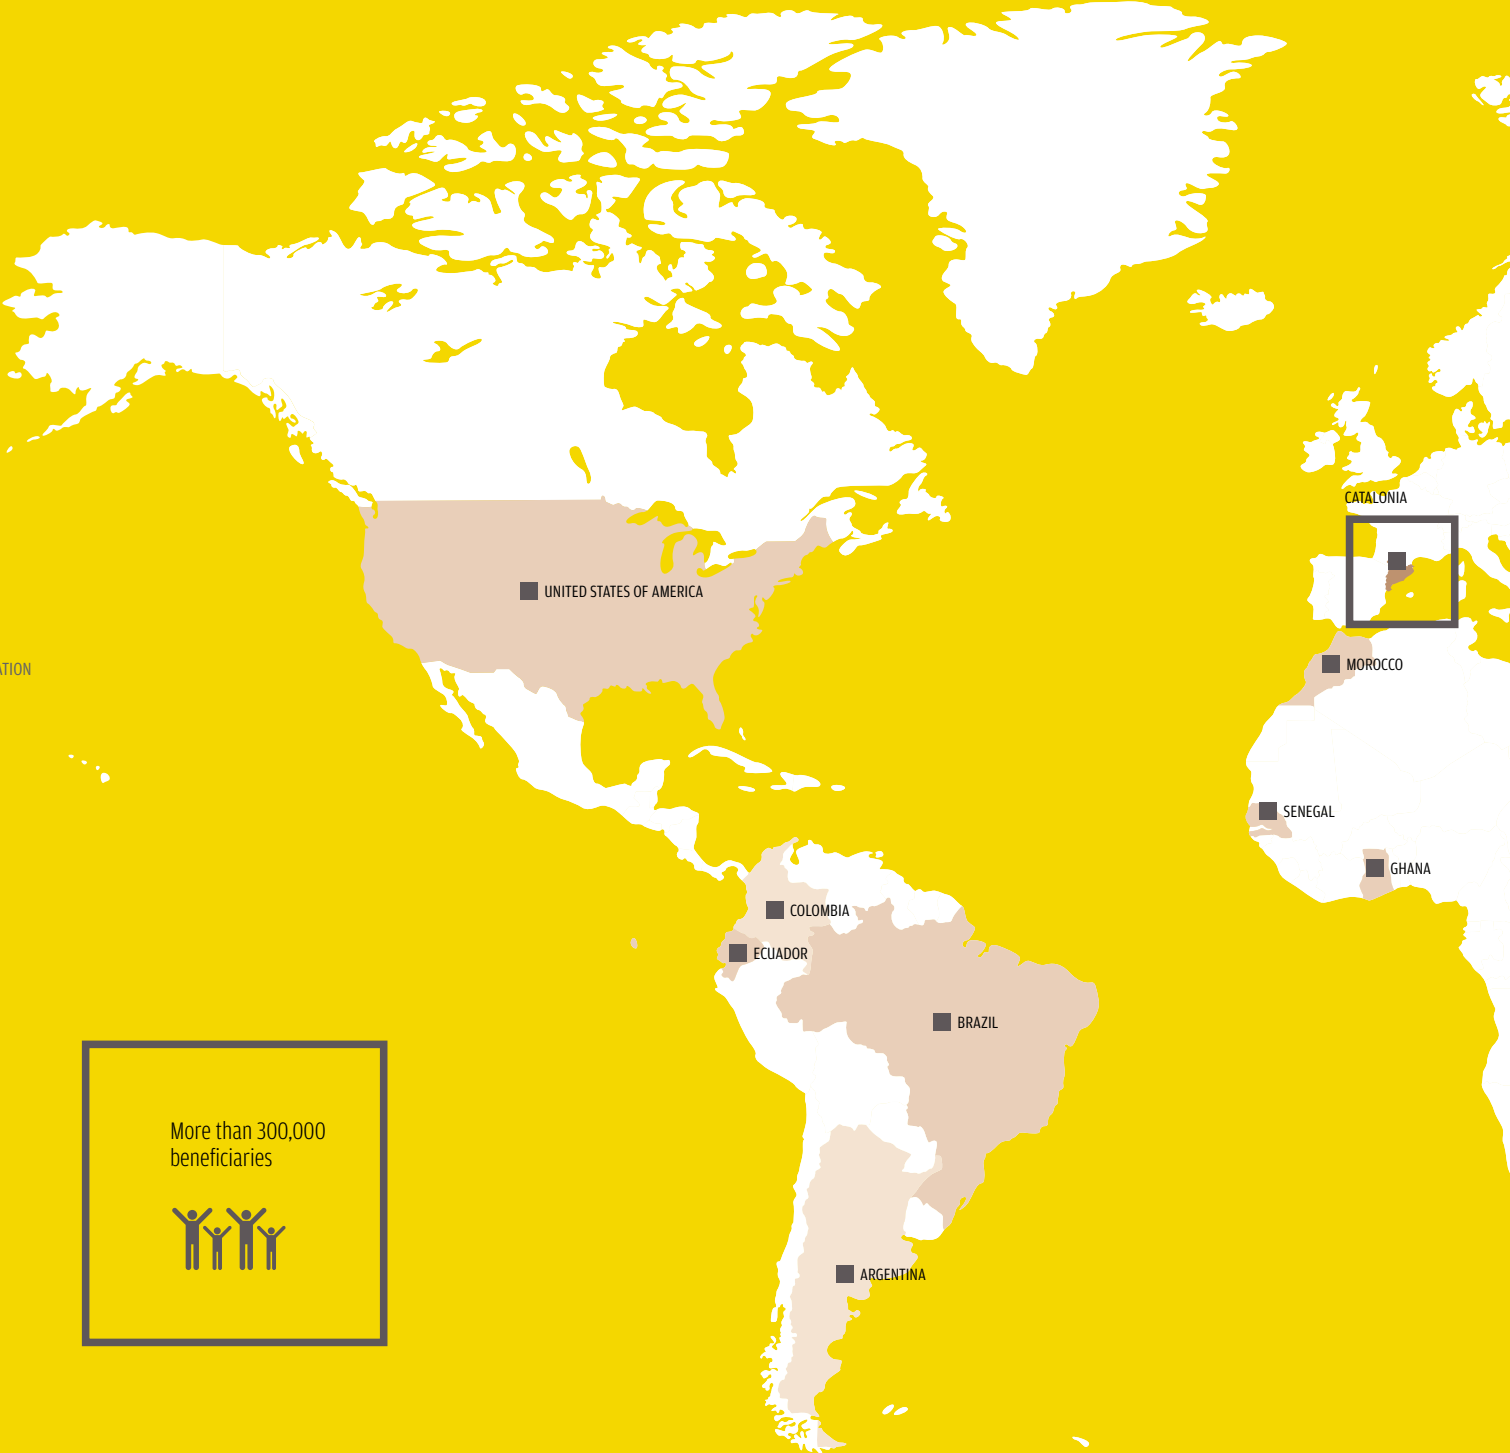 CATALONIA
UNITED STATES OF AMERICA
MOROCCO
SENEGAL
GHANA
COLOMBIA
ECUADOR
BRAZIL
More than 300,000
beneficiaries
ARGENTINA